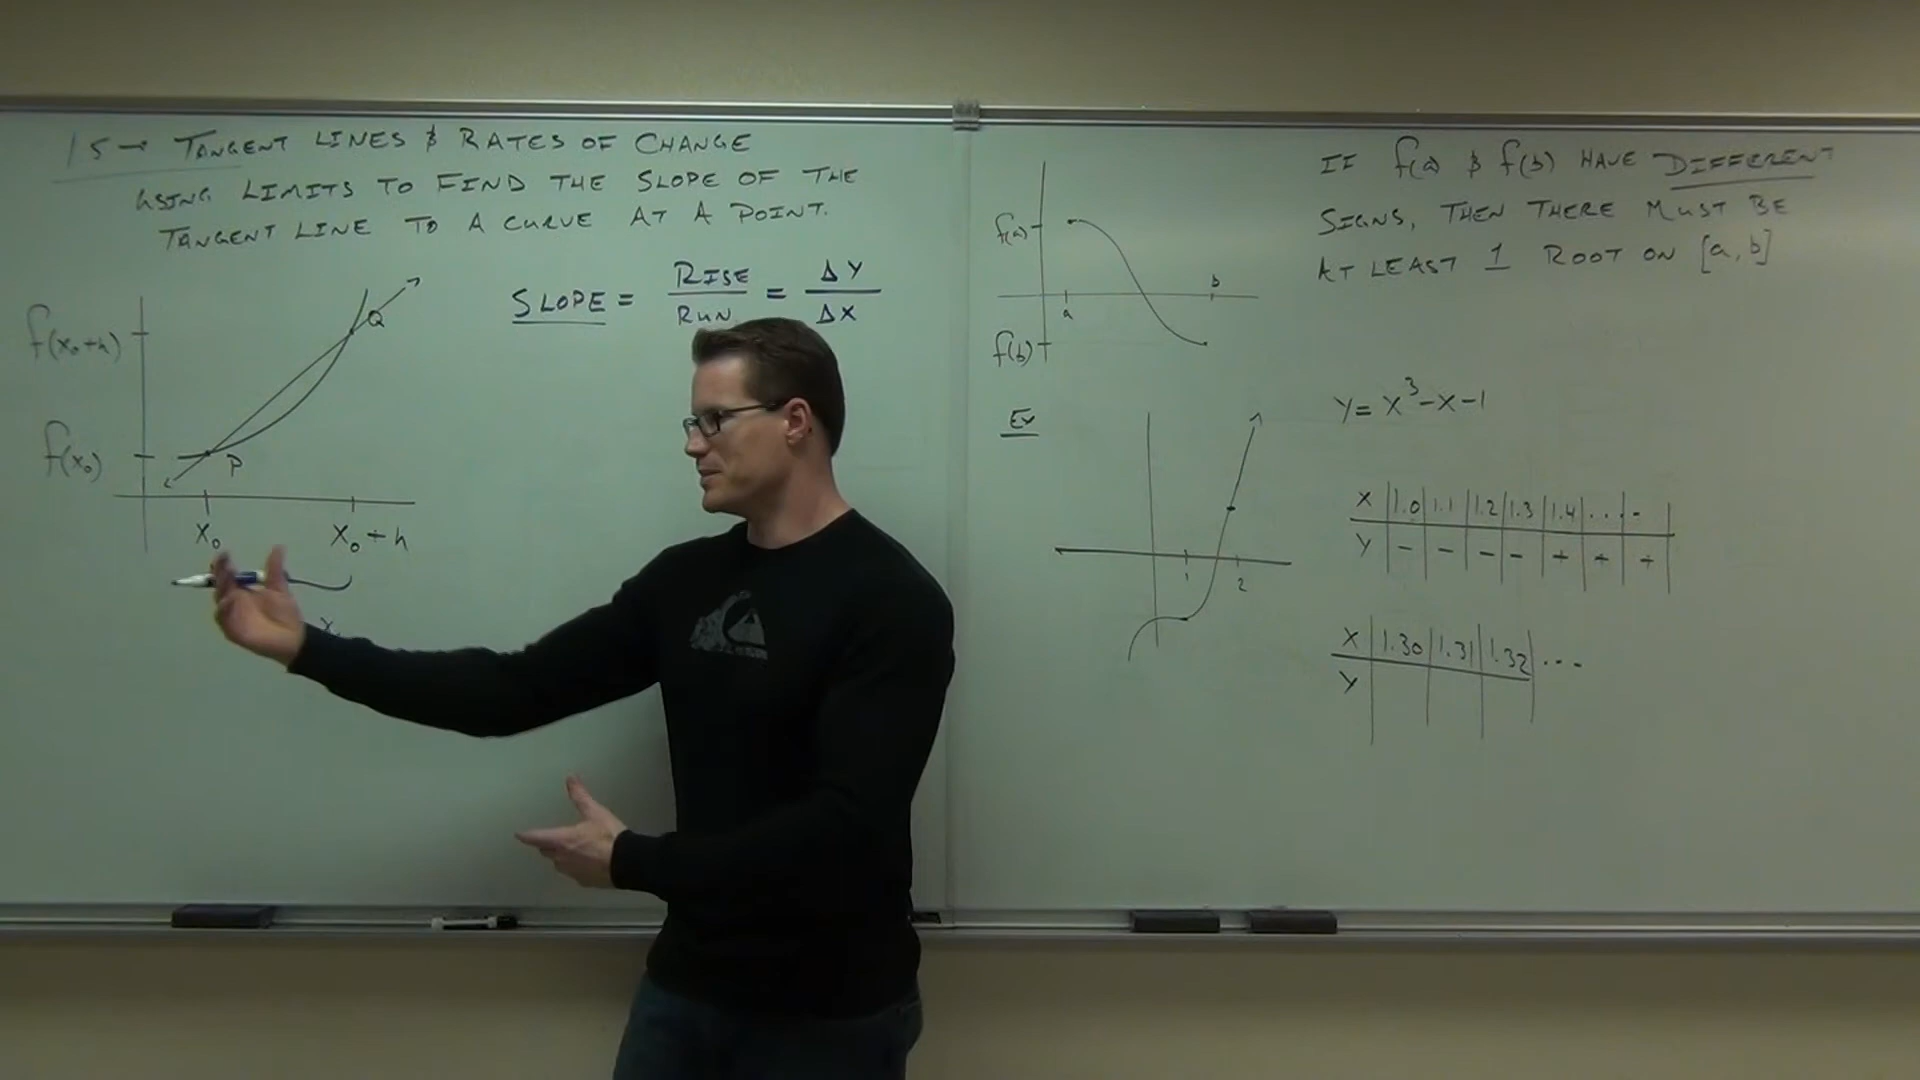 1.5 → TANGENT LINES & RATES OF CHANGE
USING LIMITS TO FIND THE SLOPE OF THE
TANGENT LINE TO A CURVE AT A POINT.
SLOPE = RISE/RUN = ΔY/ΔX
f(x₀+h)
Q
f(x₀)
P
x₀ x₀+h
IF f(a) & f(b) HAVE DIFFERENT
SIGNS, THEN THERE MUST BE
AT LEAST 1 ROOT ON [a,b]
f(a)
a b
f(b)
Ex
1 2
Y=X³-X-1
X 1.0 1.1 1.2 1.3 1.4 ....
Y - - - - + + +
X 1.30 1.31 1.32 ...
Y